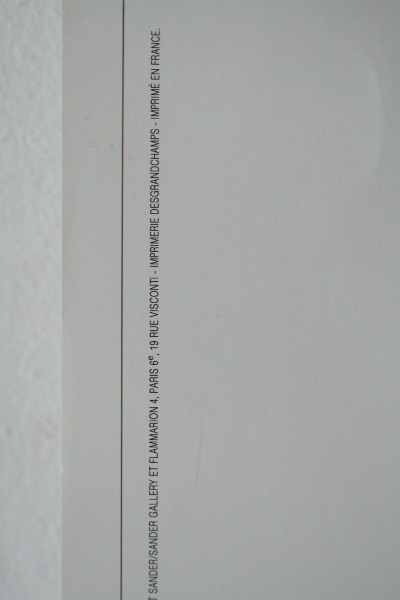 T SANDER/SANDER GALLERY ET FLAMMARION 4, PARIS 6e, 19 RUE VISCONTI - IMPRIMERIE DESGRANDCHAMPS - IMPRIMÉ EN FRANCE.